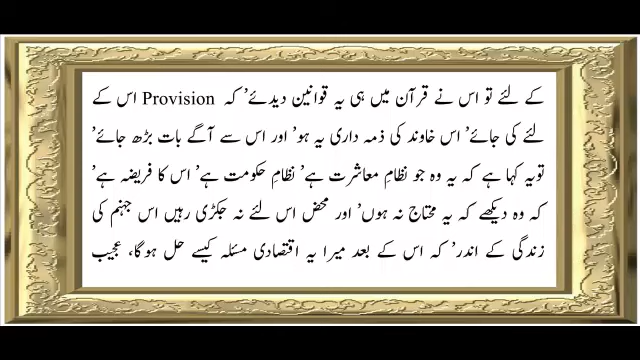 کے لئے تو اس نے قرآن میں ہی یہ قوانین دیدئے’ کہ Provision اس کے
لئے کی جائے’ اس خاوند کی ذمہ داری یہ ہو’ اور اس سے آگے بات بڑھ جائے’
تویہ کہا ہے کہ یہ وہ جو نظامِ معاشرت ہے’ نظامِ حکومت ہے’ اس کا فریضہ ہے’
کہ وہ دیکھے کہ یہ محتاج نہ ہوں’ اور محض اس لئے نہ جکڑی رہیں اس جہنم کی
زندگی کے اندر’ کہ اس کے بعد میرا یہ اقتصادی مسئلہ کیسے حل ہوگا، عجیب